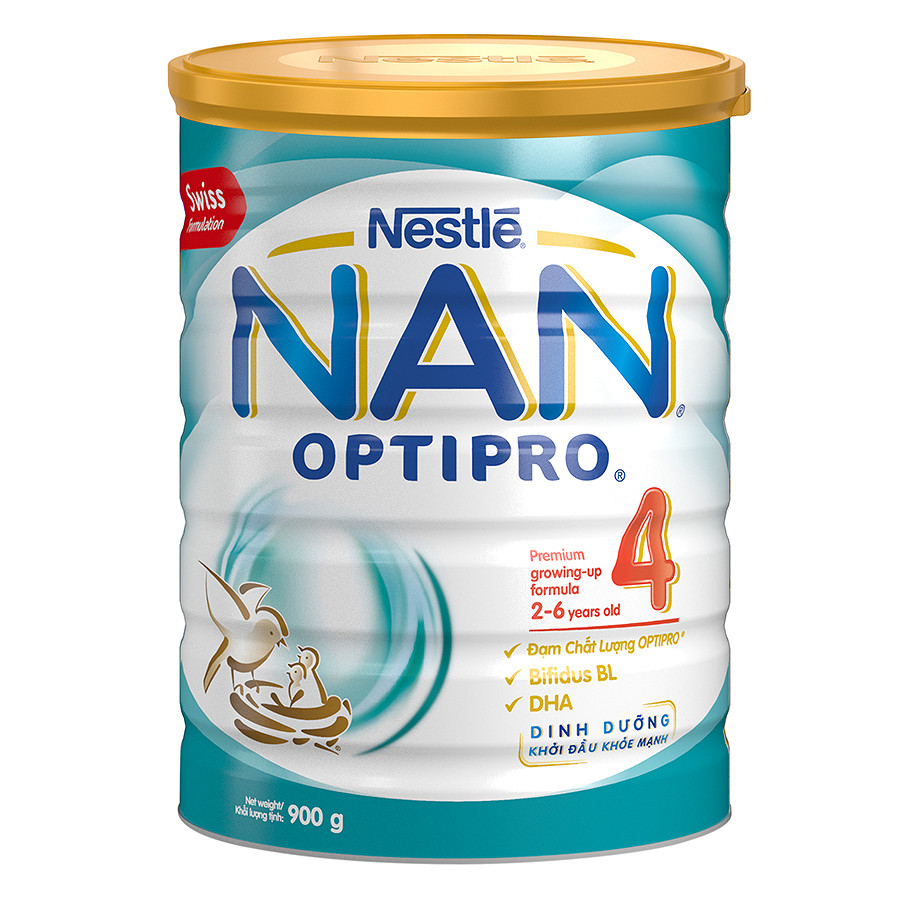 Nestlé
Swiss
Formulation
Nestlé®
NAN®
OPTIPRO®
4
Premium
growing-up
formula
2-6 years old
✓ Đạm Chất Lượng OPTIPRO®
✓ Bifidus BL
✓ DHA
DINH DƯỠNG
KHỞI ĐẦU KHỎE MẠNH
Net weight/
Khối lượng tịnh: 900 g